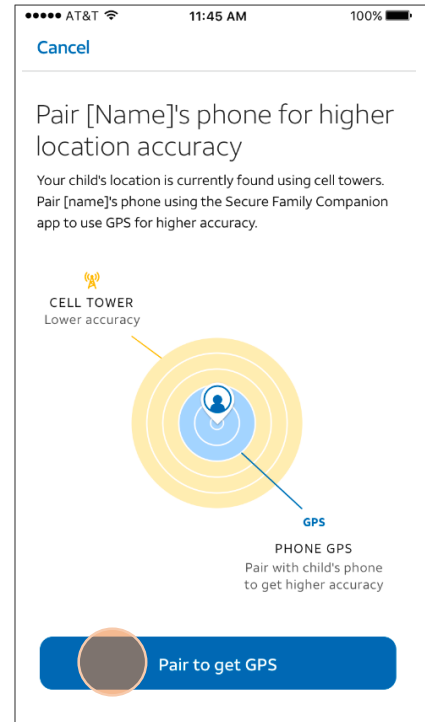 AT&T 11:45 AM 100%
Cancel
Pair [Name]'s phone for higher
location accuracy
Your child's location is currently found using cell towers.
Pair [name]'s phone using the Secure Family Companion
app to use GPS for higher accuracy.
CELL TOWER
Lower accuracy
GPS
PHONE GPS
Pair with child's phone
to get higher accuracy
Pair to get GPS